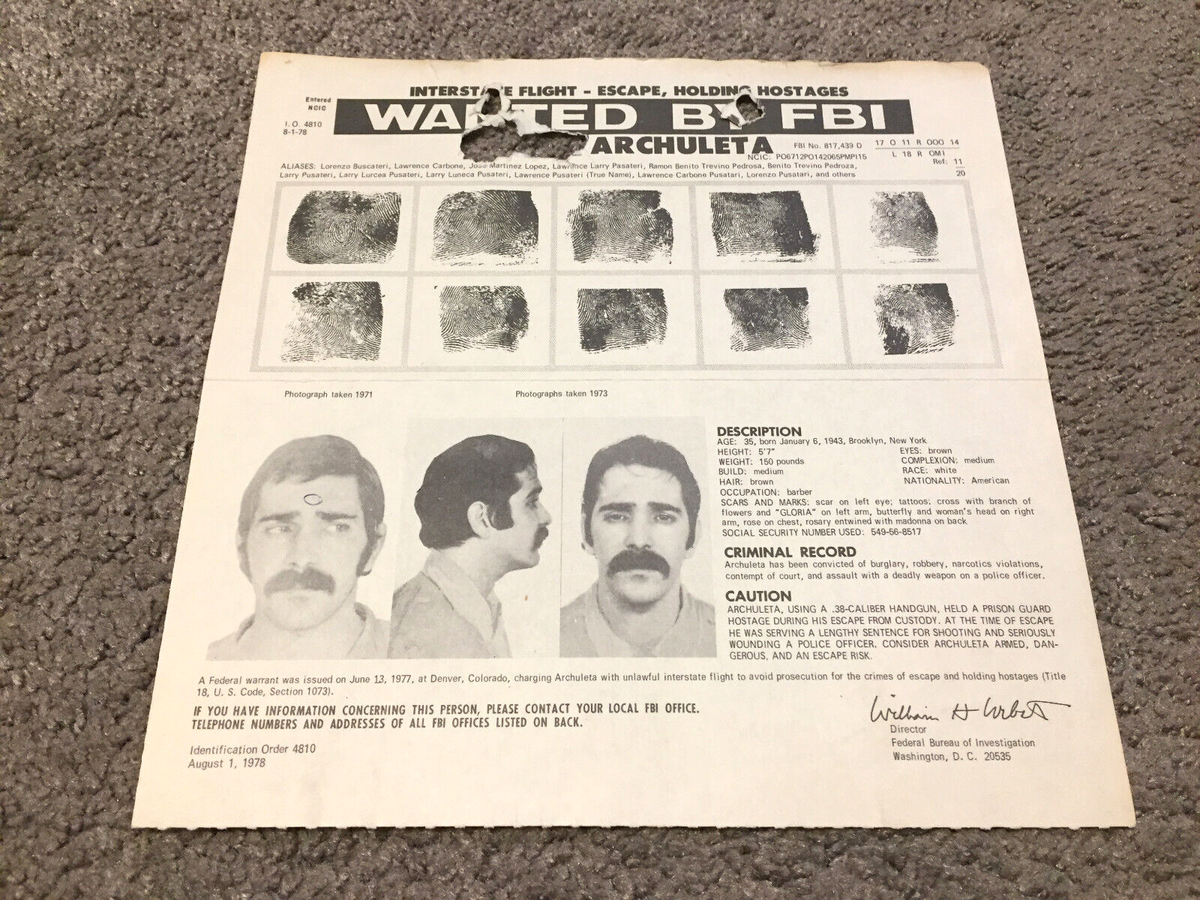 INTERSTATE FLIGHT - ESCAPE, HOLDING HOSTAGES
Entered
NCIC
WANTED BY FBI
I. O. 4810
8-1-78
ARCHULETA
FBI No. 817,439 D
17 O 11 R OOO 14
L 18 R OMI
NCIC: PO6712PO142065PMPI15
Ref: 11
20
ALIASES: Lorenzo Buscateri, Lawrence Carbone, Jose Martinez Lopez, Lawrence Larry Pasateri, Ramon Benito Trevino Pedrosa, Benito Trevino Pedroza,
Larry Pusateri, Larry Lurcea Pusateri, Larry Luneca Pusateri, Lawrence Pusateri (True Name), Lawrence Carbone Pusatari, Lorenzo Pusatari, and others
Photograph taken 1971
Photographs taken 1973
DESCRIPTION
AGE: 35, born January 6, 1943, Brooklyn, New York
HEIGHT: 5'7" EYES: brown
WEIGHT: 150 pounds COMPLEXION: medium
BUILD: medium RACE: white
HAIR: brown NATIONALITY: American
OCCUPATION: barber
SCARS AND MARKS: scar on left eye; tattoos: cross with branch of
flowers and "GLORIA" on left arm, butterfly and woman's head on right
arm, rose on chest, rosary entwined with madonna on back
SOCIAL SECURITY NUMBER USED: 549-56-8517
CRIMINAL RECORD
Archuleta has been convicted of burglary, robbery, narcotics violations,
contempt of court, and assault with a deadly weapon on a police officer.
CAUTION
ARCHULETA, USING A .38-CALIBER HANDGUN, HELD A PRISON GUARD
HOSTAGE DURING HIS ESCAPE FROM CUSTODY. AT THE TIME OF ESCAPE
HE WAS SERVING A LENGTHY SENTENCE FOR SHOOTING AND SERIOUSLY
WOUNDING A POLICE OFFICER. CONSIDER ARCHULETA ARMED, DAN-
GEROUS, AND AN ESCAPE RISK.
A Federal warrant was issued on June 13, 1977, at Denver, Colorado, charging Archuleta with unlawful interstate flight to avoid prosecution for the crimes of escape and holding hostages (Title
18, U. S. Code, Section 1073).
IF YOU HAVE INFORMATION CONCERNING THIS PERSON, PLEASE CONTACT YOUR LOCAL FBI OFFICE.
TELEPHONE NUMBERS AND ADDRESSES OF ALL FBI OFFICES LISTED ON BACK.
William H Webster
Director
Federal Bureau of Investigation
Washington, D. C. 20535
Identification Order 4810
August 1, 1978